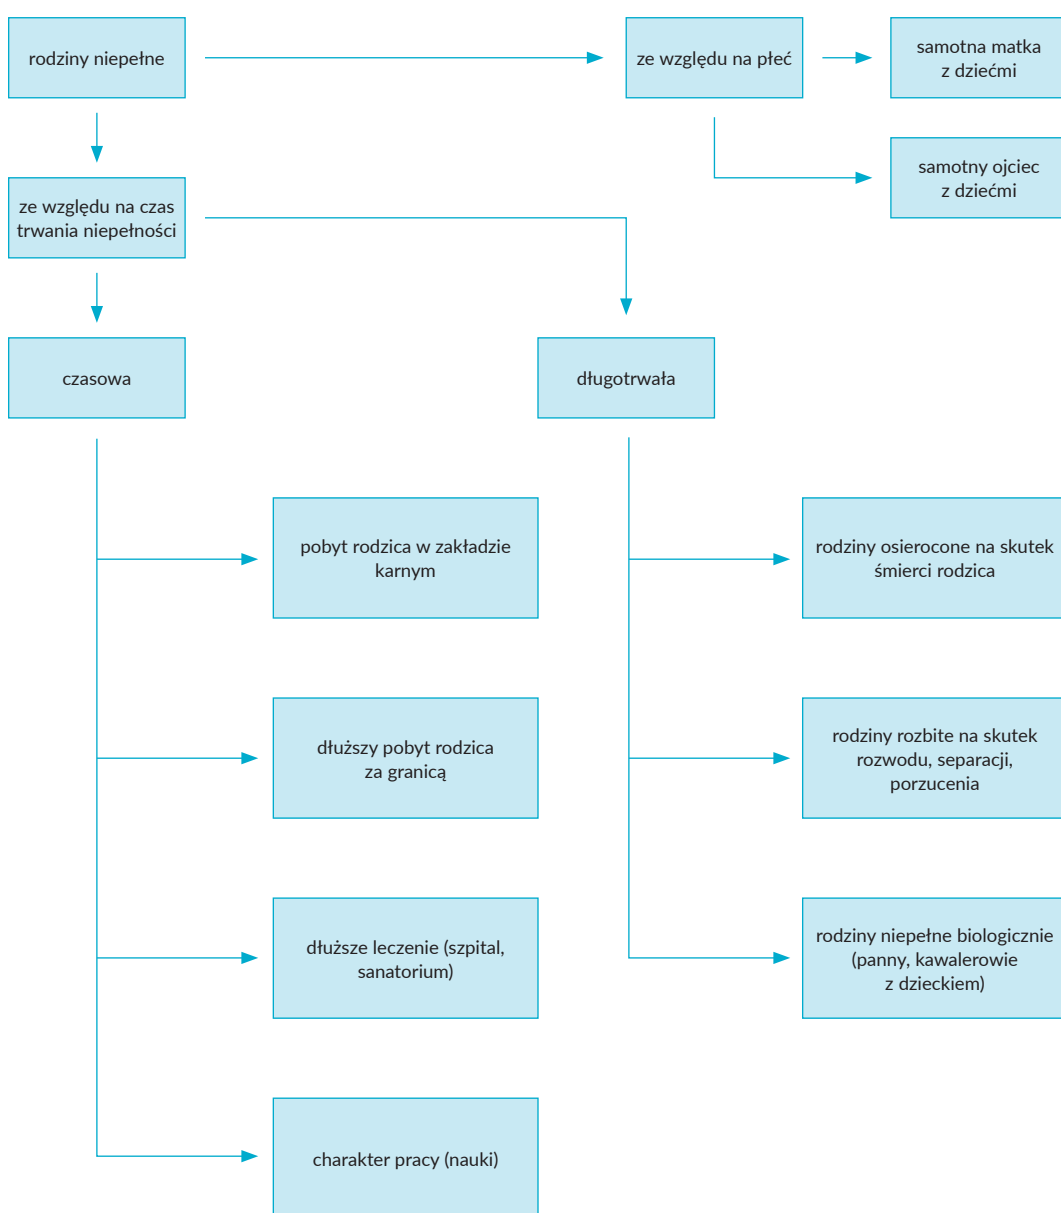 rodziny niepełne
ze względu na płeć
samotna matka
z dziećmi
samotny ojciec
z dziećmi
ze względu na czas
trwania niepełności
czasowa
długotrwała
pobyt rodzica w zakładzie
karnym
rodziny osierocone na skutek
śmierci rodzica
dłuższy pobyt rodzica
za granicą
rodziny rozbite na skutek
rozwodu, separacji,
porzucenia
dłuższe leczenie (szpital,
sanatorium)
rodziny niepełne biologicznie
(panny, kawalerowie
z dzieckiem)
charakter pracy (nauki)